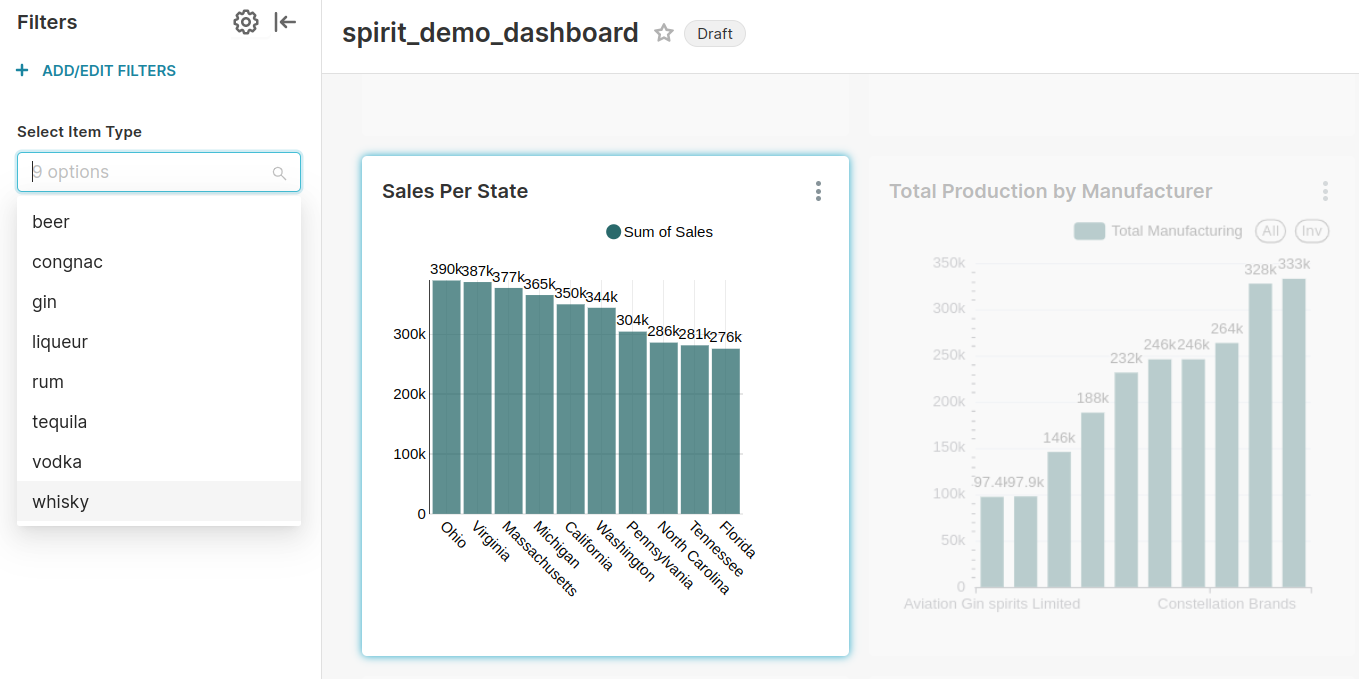 Filters
ADD/EDIT FILTERS
Select Item Type
9 options
beer
congnac
gin
liqueur
rum
tequila
vodka
whisky
spirit_demo_dashboard
Draft
Sales Per State
Sum of Sales
390k 387k 377k 365k 350k 344k 304k 286k 281k 276k
300k
200k
100k
0
Ohio
Virginia
Massachusetts
Michigan
California
Washington
Pennsylvania
North Carolina
Tennessee
Florida
Total Production by Manufacturer
Total Manufacturing All Inv
350k
300k
250k
200k
150k
100k
50k
0
97.4k 97.9k 146k 188k 232k 246k 246k 264k 328k 333k
Aviation Gin spirits Limited Constellation Brands